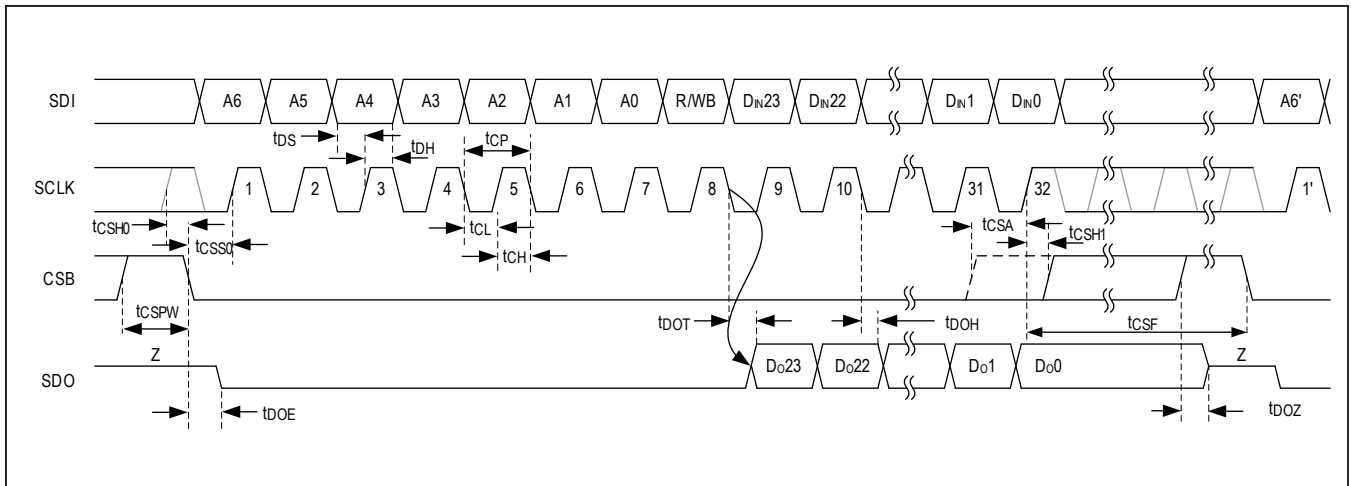 SDI A6 A5 A4 A3 A2 A1 A0 R/WB DIN23 DIN22 DIN1 DIN0 A6'
tDS tDH tCP
SCLK 1 2 3 4 5 6 7 8 9 10 31 32 1'
tCSH0 tCSS0 tCL tCH tCSA tCSH1
CSB
tCSPW tDOT tDOH tCSF
Z Z
SDO DO23 DO22 DO1 DO0
tDOE tDOZ